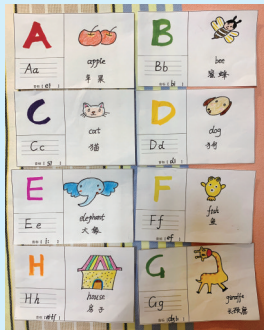 A
apple
Aa
苹果
B
bee
Bb
蜜蜂
C
cat
Cc
猫
D
dog
Dd
狗
E
elephant
Ee
大象
F
fish
Ff
鱼
H
house
Hh
房子
G
giraffe
Gg
长颈鹿